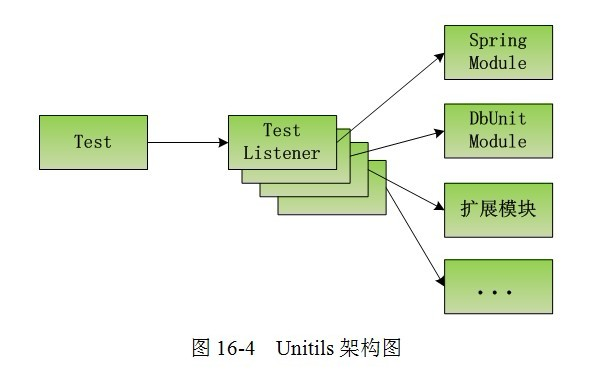 Test
Test
Listener
Spring
Module
DbUnit
Module
扩展模块
...
图 16-4 Unitils 架构图